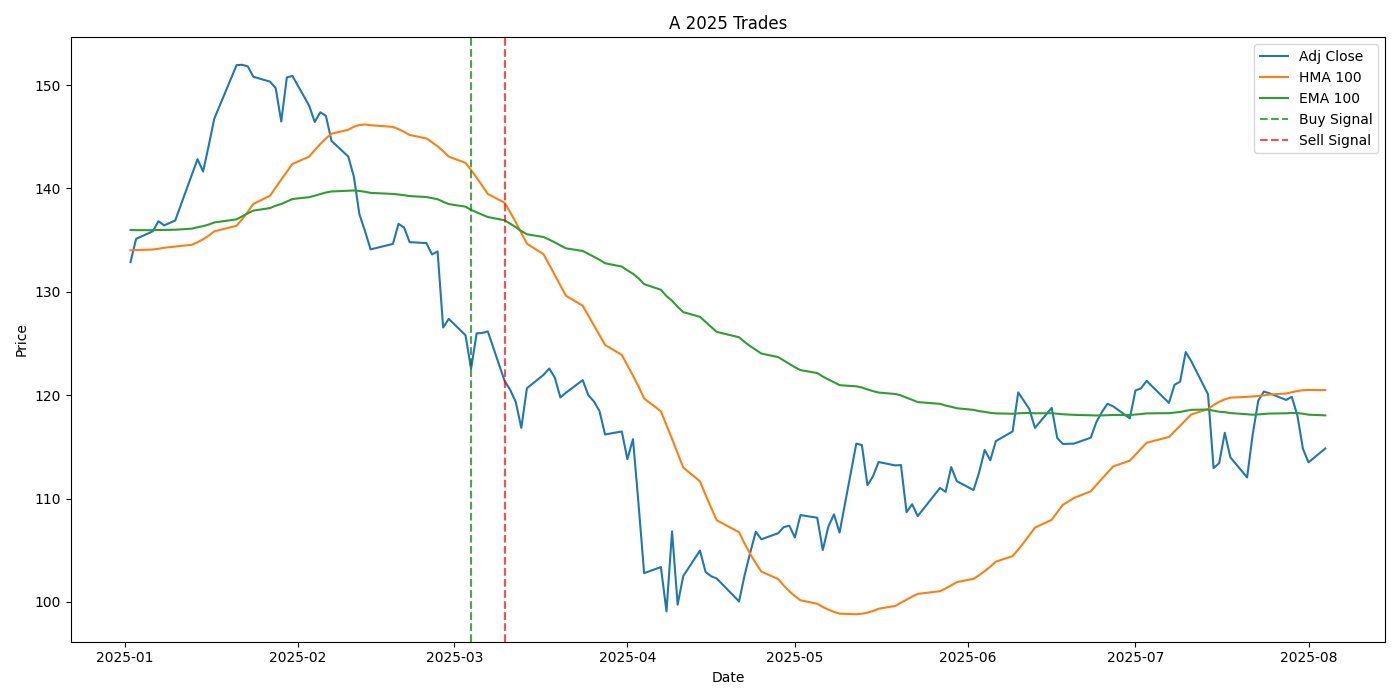 A 2025 Trades
Adj Close
HMA 100
EMA 100
Buy Signal
Sell Signal
Price
150
140
130
120
110
100
2025-01
2025-02
2025-03
2025-04
2025-05
2025-06
2025-07
2025-08
Date